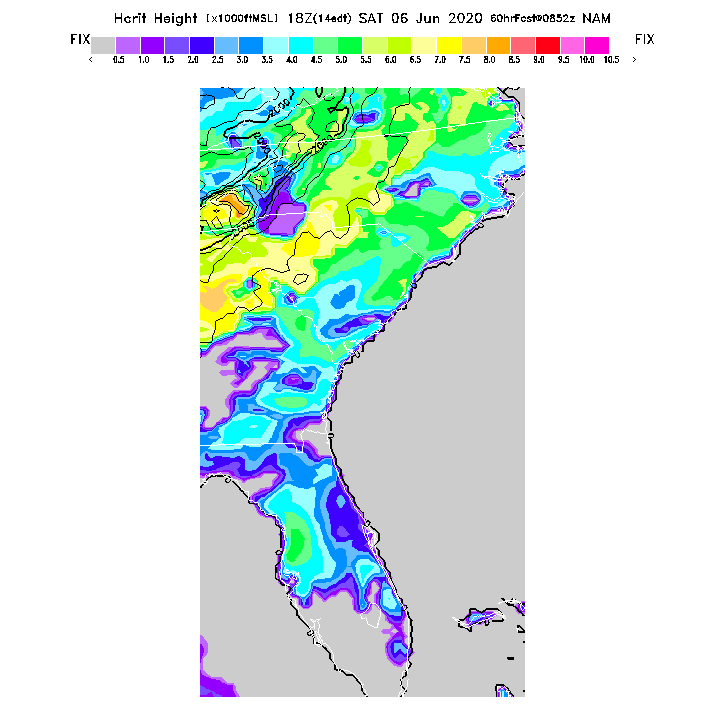 Hcrit Height [x1000ftMSL] 18Z(14edt) SAT 06 Jun 2020 60hrFcst@0852z NAM
FIX FIX
< 0.5 1.0 1.5 2.0 2.5 3.0 3.5 4.0 4.5 5.0 5.5 6.0 6.5 7.0 7.5 8.0 8.5 9.0 9.5 10.0 10.5 >
2000